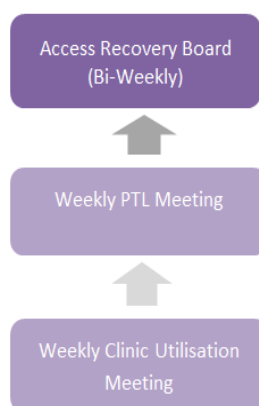 Access Recovery Board
(Bi-Weekly)
Weekly PTL Meeting
Weekly Clinic Utilisation
Meeting